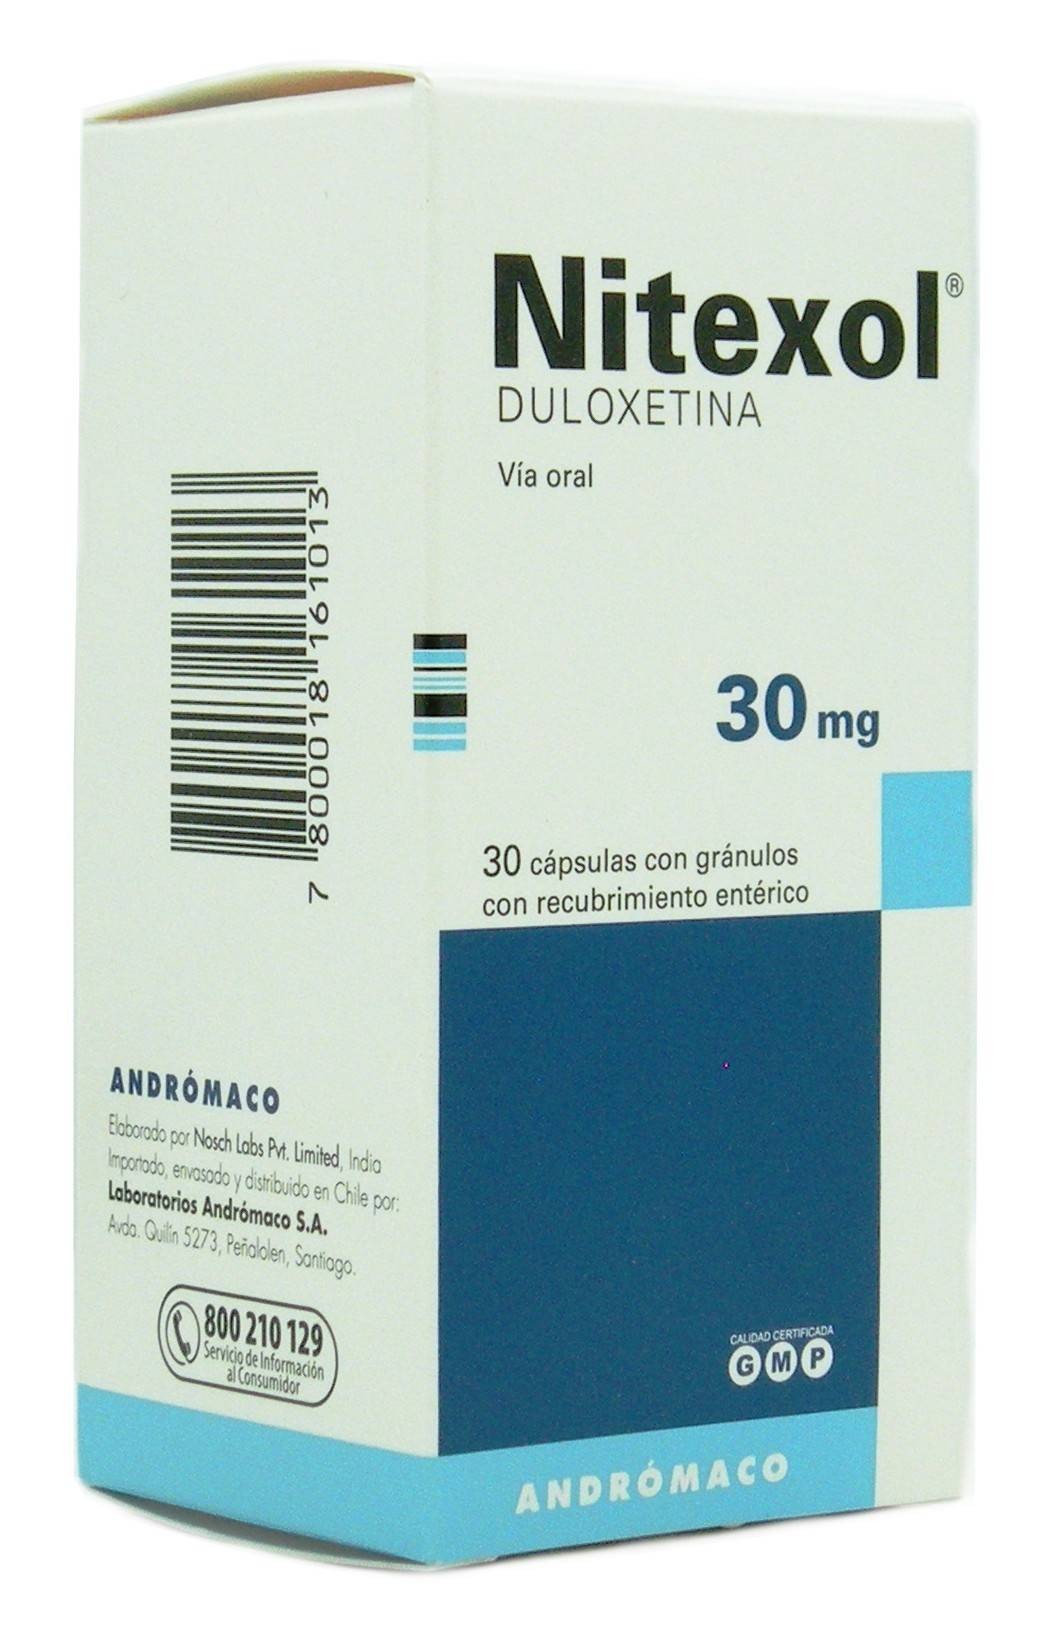 Nitexol®
DULOXETINA
Vía oral
30 mg
30 cápsulas con gránulos
con recubrimiento entérico
CALIDAD CERTIFICADA
GMP
ANDRÓMACO
7 800018 161013
ANDRÓMACO
Elaborado por Nosch Labs Pvt. Limited, India
Importado, envasado y distribuido en Chile por:
Laboratorios Andrómaco S.A.
Avda. Quilín 5273, Peñalolen, Santiago.
800 210 129
Servicio de Información
al Consumidor